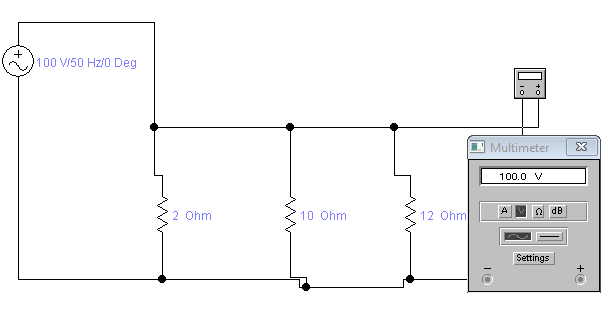 100 V/50 Hz/0 Deg
- +
Multimeter
100.0 V
2 Ohm
10 Ohm
12 Ohm
A V Ω dB
Settings
- +